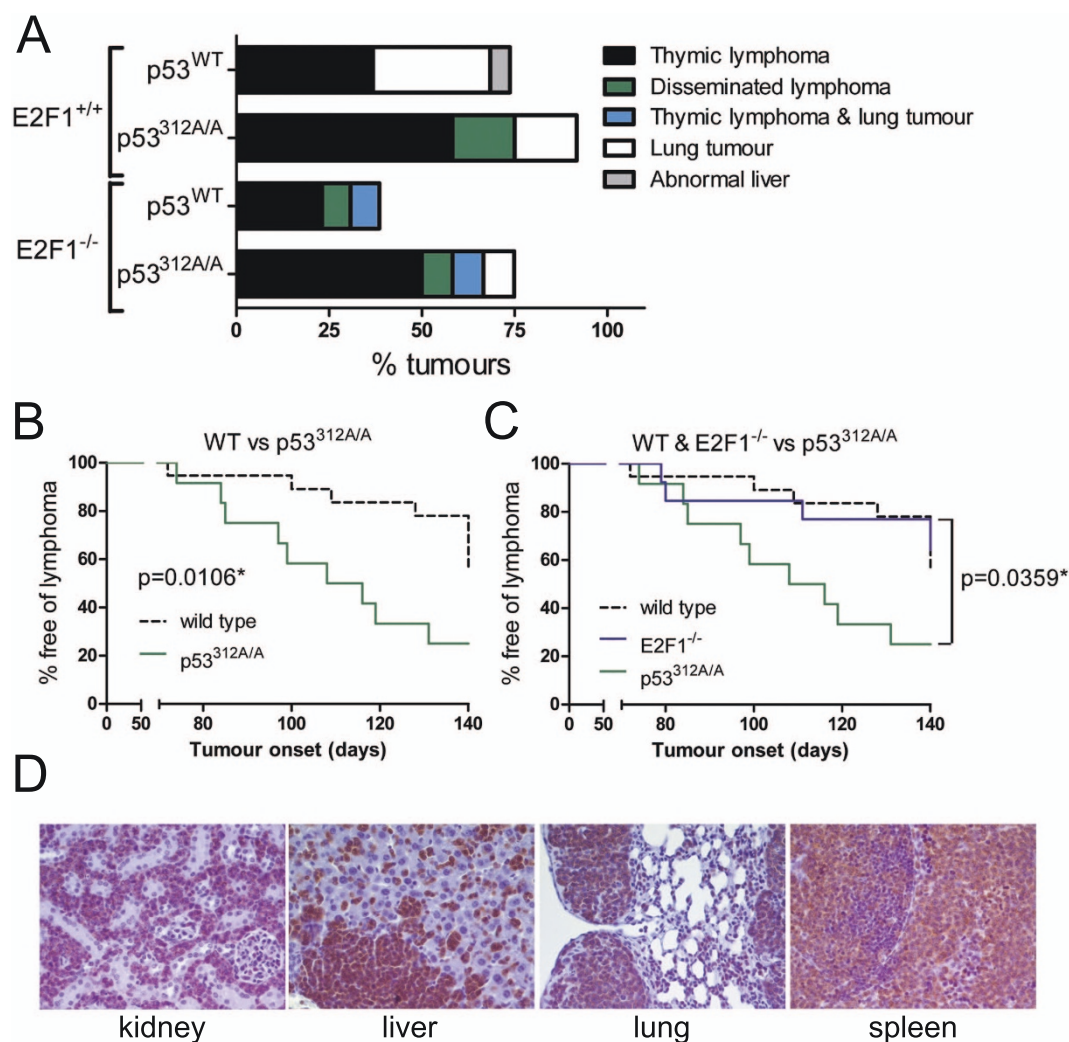 A
E2F1+/+
p53WT
p53312A/A
E2F1-/-
p53WT
p53312A/A
0 25 50 75 100
% tumours
Thymic lymphoma
Disseminated lymphoma
Thymic lymphoma & lung tumour
Lung tumour
Abnormal liver
B
WT vs p53312A/A
% free of lymphoma
100
80
60
40
20
0
p=0.0106*
wild type
p53312A/A
0 50 80 100 120 140
Tumour onset (days)
C
WT & E2F1-/- vs p53312A/A
% free of lymphoma
100
80
60
40
20
0
p=0.0359*
wild type
E2F1-/-
p53312A/A
0 50 80 100 120 140
Tumour onset (days)
D
kidney liver lung spleen